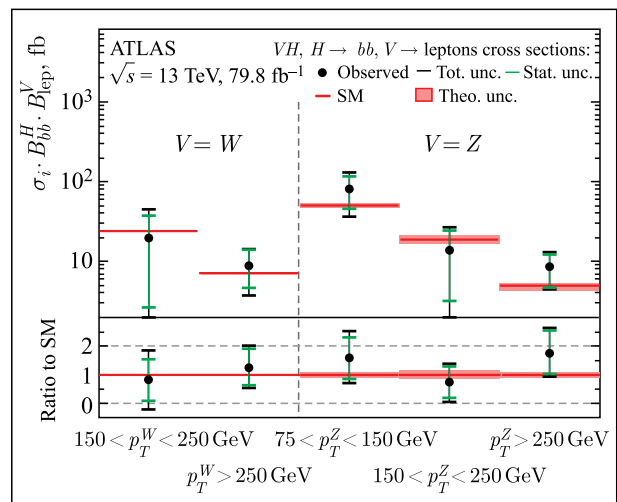 ATLAS
√s = 13 TeV, 79.8 fb⁻¹
VH, H → bb, V → leptons cross sections:
Observed Tot. unc. Stat. unc.
SM Theo. unc.
σᵢ · B^H_bb · B^V_lep, fb
10³
10²
10
V = W V = Z
Ratio to SM
2
1
0
150 < p_T^W < 250 GeV 75 < p_T^Z < 150 GeV p_T^Z > 250 GeV
p_T^W > 250 GeV 150 < p_T^Z < 250 GeV